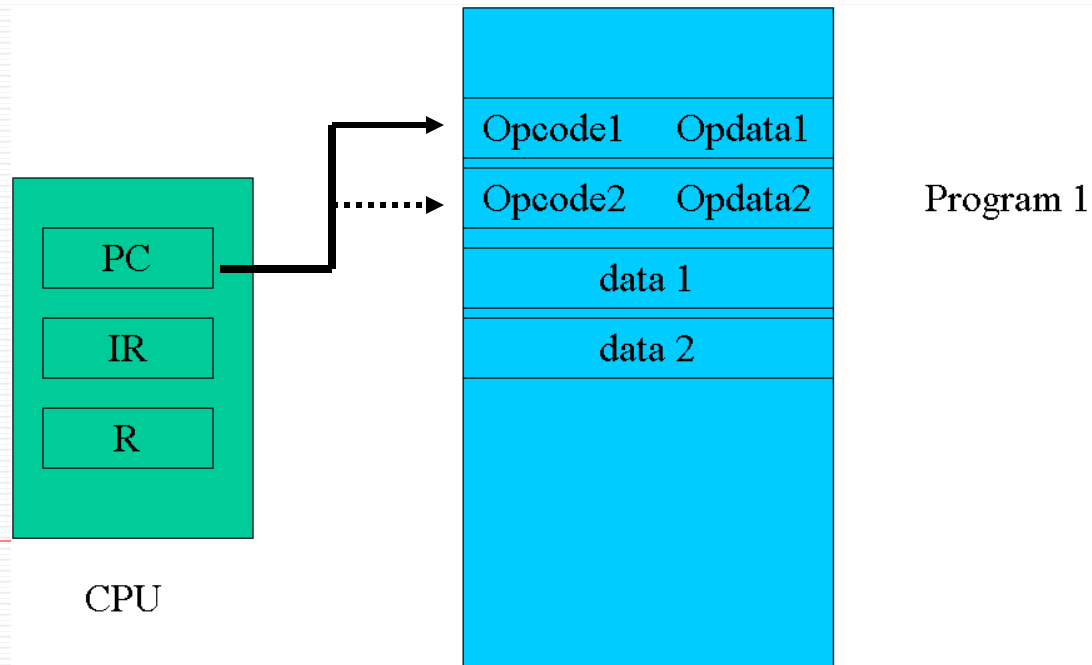 Opcode1 Opdata1
Opcode2 Opdata2
Program 1
PC
data 1
IR
data 2
R
CPU